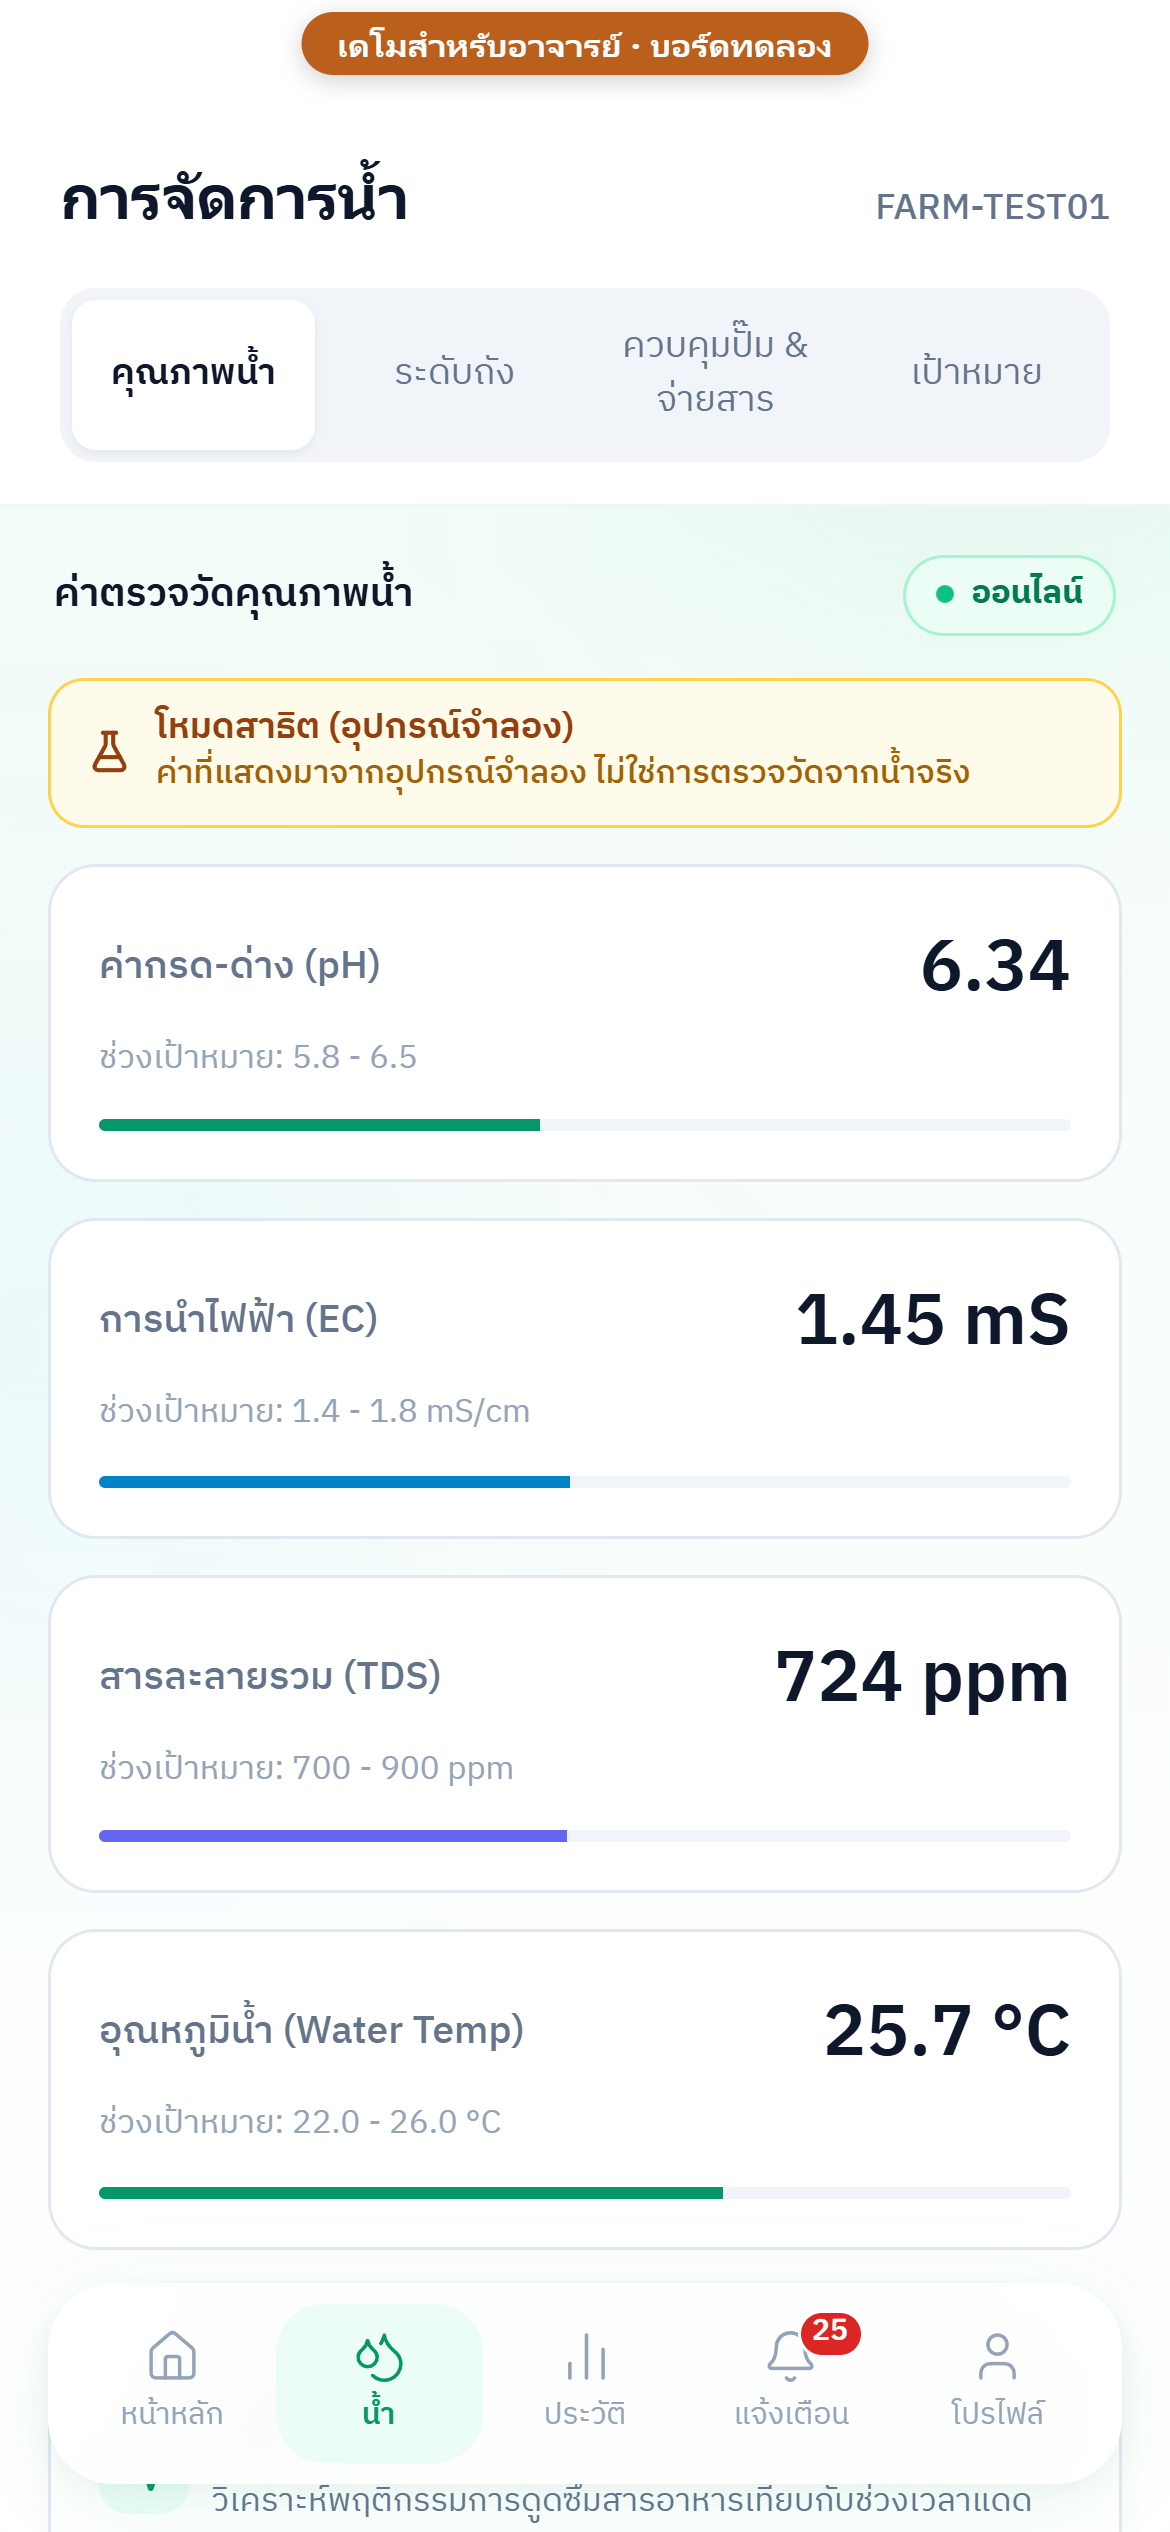 เดโมสำหรับอาจารย์ · บอร์ดทดลอง
การจัดการน้ำ
FARM-TEST01
คุณภาพน้ำ
ระดับถัง
ควบคุมปั๊ม &
จ่ายสาร
เป้าหมาย
ค่าตรวจวัดคุณภาพน้ำ
ออนไลน์
โหมดสาธิต (อุปกรณ์จำลอง)
ค่าที่แสดงมาจากอุปกรณ์จำลอง ไม่ใช่การตรวจวัดจากน้ำจริง
ค่ากรด-ด่าง (pH)
6.34
ช่วงเป้าหมาย: 5.8 - 6.5
การนำไฟฟ้า (EC)
1.45 mS
ช่วงเป้าหมาย: 1.4 - 1.8 mS/cm
สารละลายรวม (TDS)
724 ppm
ช่วงเป้าหมาย: 700 - 900 ppm
อุณหภูมิน้ำ (Water Temp)
25.7 °C
ช่วงเป้าหมาย: 22.0 - 26.0 °C
25
หน้าหลัก
น้ำ
ประวัติ
แจ้งเตือน
โปรไฟล์
วิเคราะห์พฤติกรรมการดูดซึมสารอาหารเทียบกับช่วงเวลาแดด